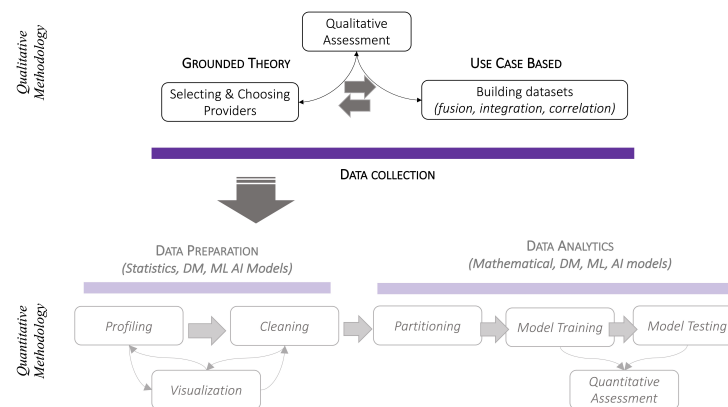 Qualitative
Methodology
Qualitative
Assessment
GROUNDED THEORY
USE CASE BASED
Selecting & Choosing
Providers
Building datasets
(fusion, integration, correlation)
DATA COLLECTION
DATA PREPARATION
(Statistics, DM, ML AI Models)
DATA ANALYTICS
(Mathematical, DM, ML, AI models)
Quantitative
Methodology
Profiling
Cleaning
Partitioning
Model Training
Model Testing
Visualization
Quantitative
Assessment